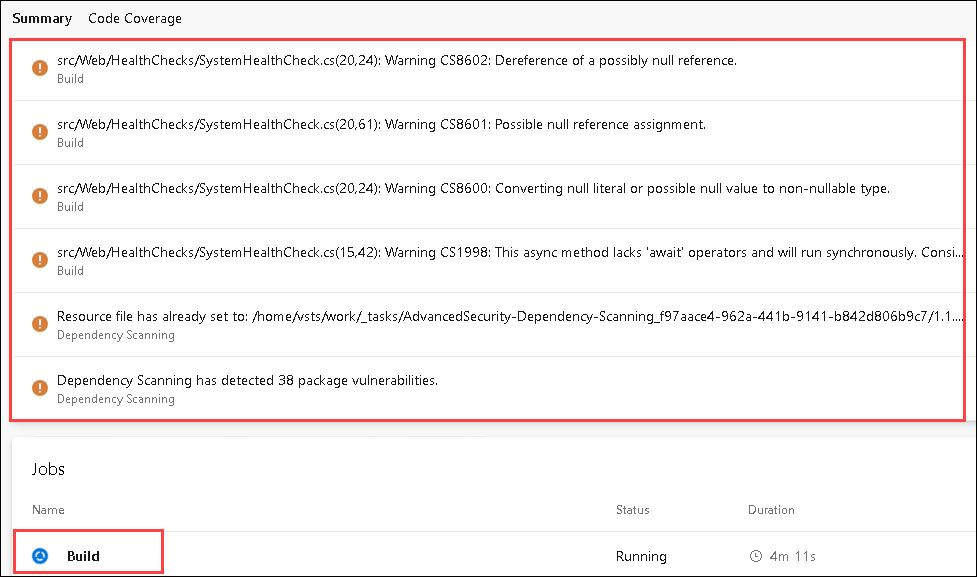 Summary Code Coverage
src/Web/HealthChecks/SystemHealthCheck.cs(20,24): Warning CS8602: Dereference of a possibly null reference.
Build
src/Web/HealthChecks/SystemHealthCheck.cs(20,61): Warning CS8601: Possible null reference assignment.
Build
src/Web/HealthChecks/SystemHealthCheck.cs(20,24): Warning CS8600: Converting null literal or possible null value to non-nullable type.
Build
src/Web/HealthChecks/SystemHealthCheck.cs(15,42): Warning CS1998: This async method lacks 'await' operators and will run synchronously. Consi...
Build
Resource file has already set to: /home/vsts/work/_tasks/AdvancedSecurity-Dependency-Scanning_f97aace4-962a-441b-9141-b842d806b9c7/1.1....
Dependency Scanning
Dependency Scanning has detected 38 package vulnerabilities.
Dependency Scanning
Jobs
Name Status Duration
Build Running 4m 11s